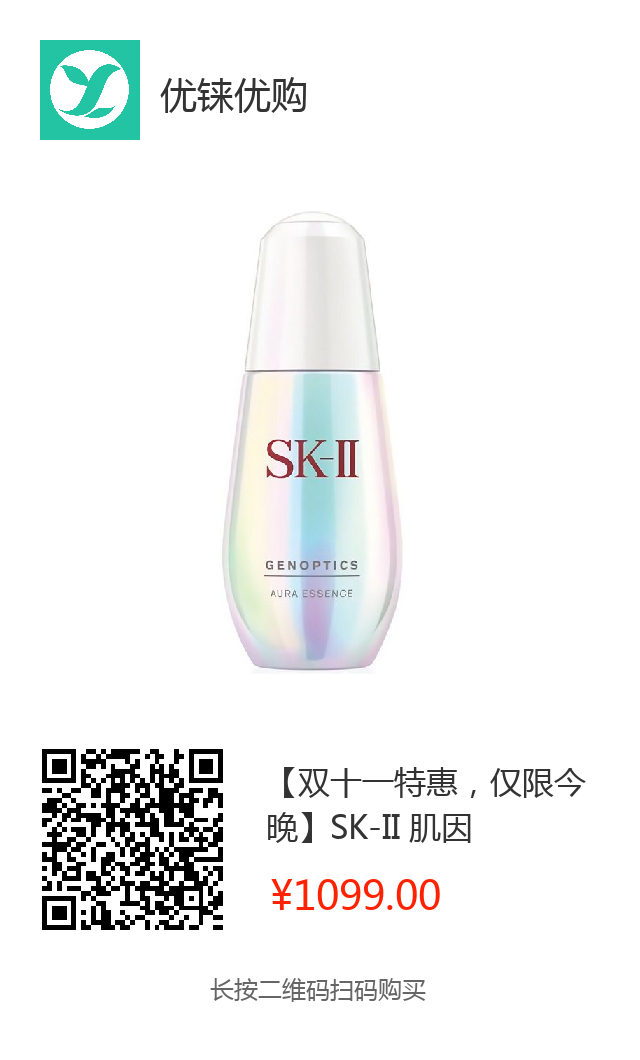 优铼优购
SK-II
GENOPTICS
AURA ESSENCE
【双十一特惠，仅限今
晚】SK-II 肌因
¥1099.00
长按二维码扫码购买